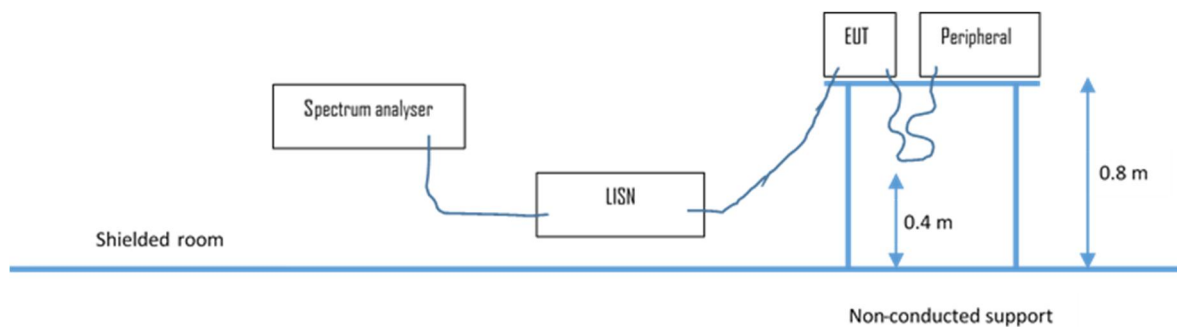 EUT
Peripheral
Spectrum analyser
LISN
0.8 m
0.4 m
Shielded room
Non-conducted support